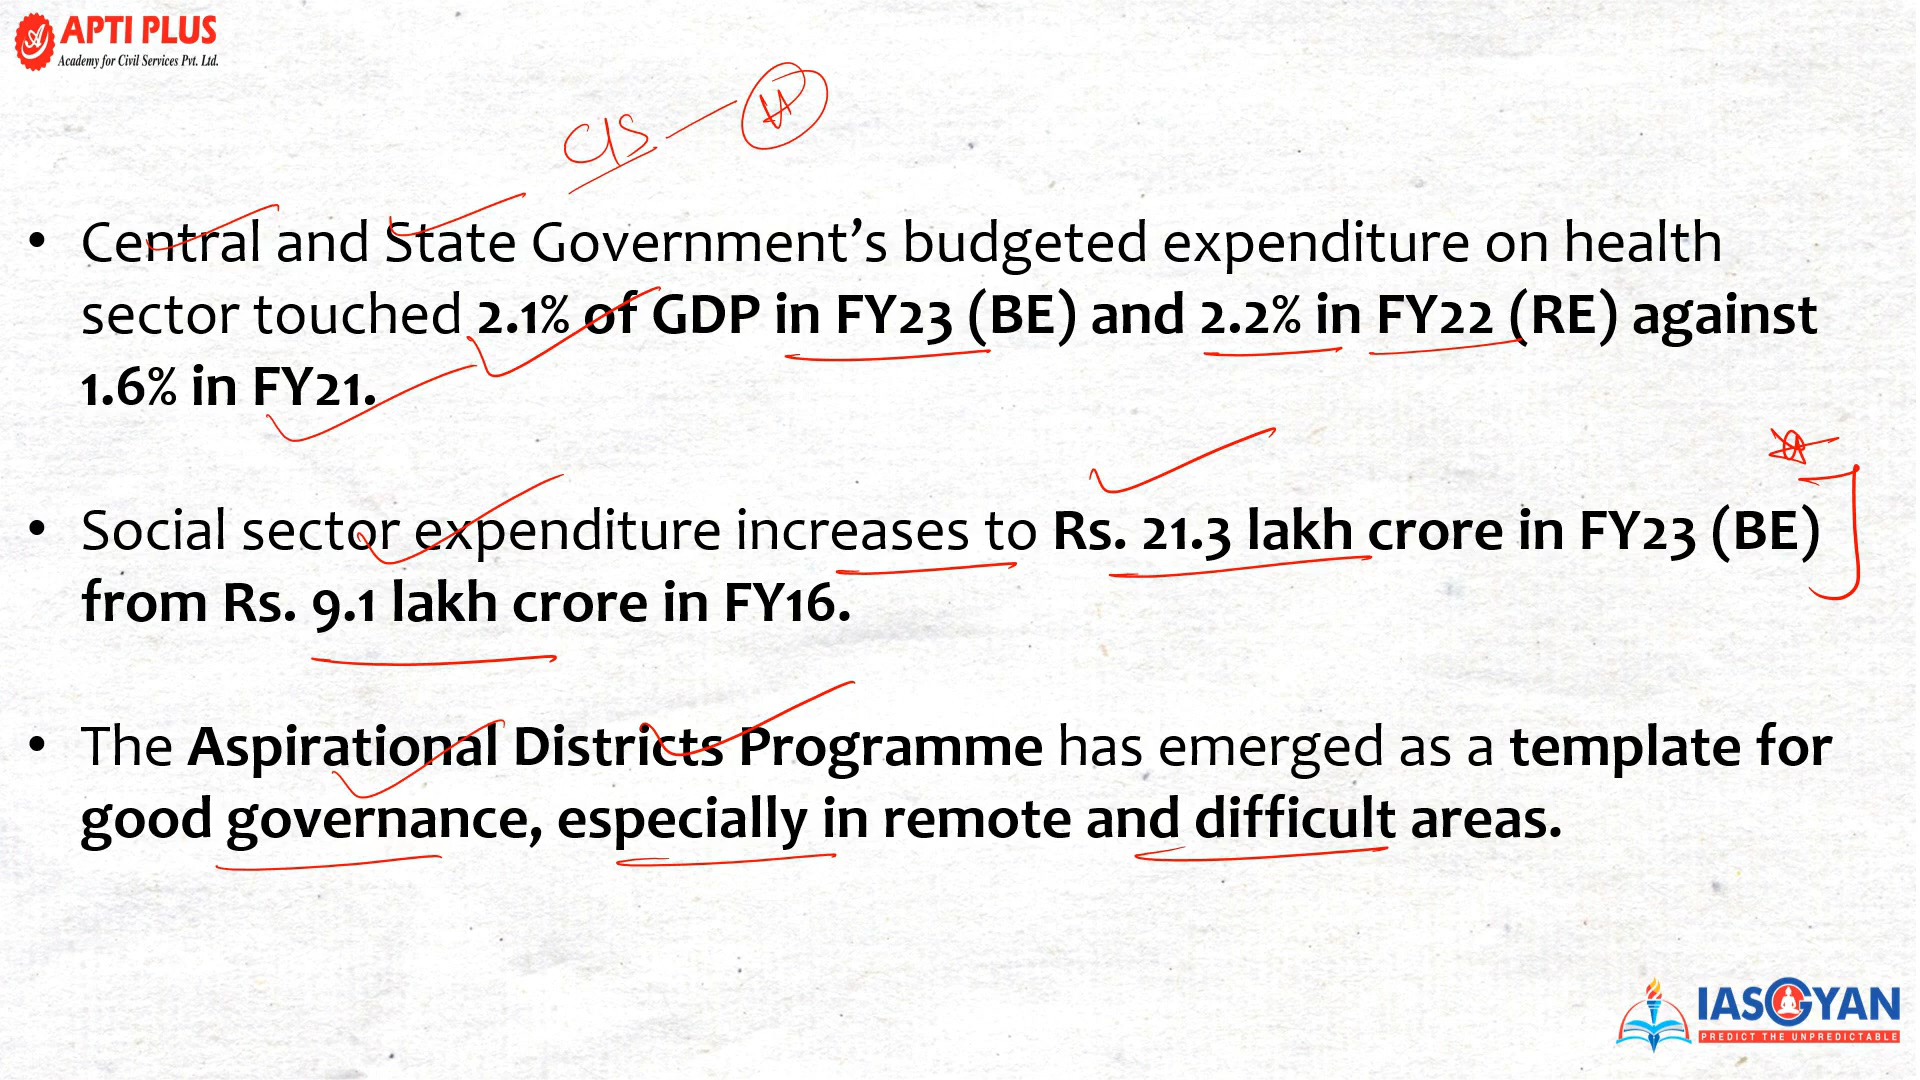 APTI PLUS
Academy for Civil Services Pvt. Ltd.
C/S
• Central and State Government’s budgeted expenditure on health
sector touched 2.1% of GDP in FY23 (BE) and 2.2% in FY22 (RE) against
1.6% in FY21.
• Social sector expenditure increases to Rs. 21.3 lakh crore in FY23 (BE)
from Rs. 9.1 lakh crore in FY16.
• The Aspirational Districts Programme has emerged as a template for
good governance, especially in remote and difficult areas.
IASGYAN
PREDICT THE UNPREDICTABLE